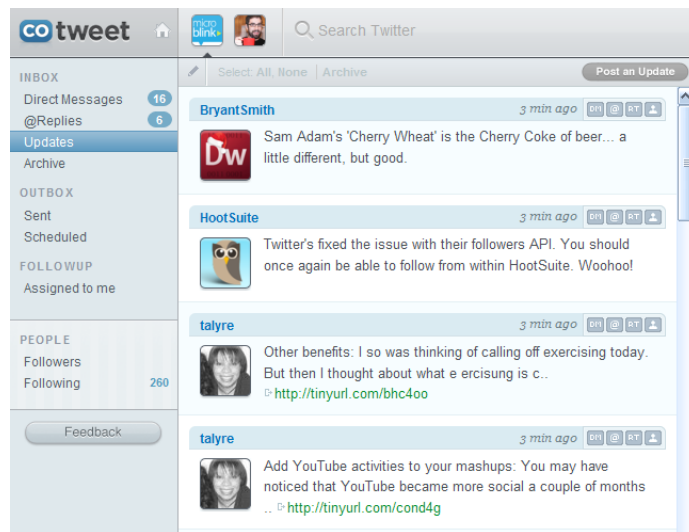 cotweet
micro
blink
Search Twitter
INBOX
Direct Messages 16
@Replies 6
Updates
Archive
OUTBOX
Sent
Scheduled
FOLLOWUP
Assigned to me
PEOPLE
Followers
Following 260
Feedback
Select: All, None Archive
Post an Update
BryantSmith 3 min ago DM @ RT
Dw
Sam Adam's 'Cherry Wheat' is the Cherry Coke of beer... a
little different, but good.
HootSuite 3 min ago DM @ RT
Twitter's fixed the issue with their followers API. You should
once again be able to follow from within HootSuite. Woohoo!
talyre 3 min ago DM @ RT
Other benefits: I so was thinking of calling off exercising today.
But then I thought about what e ercisung is c..
http://tinyurl.com/bhc4oo
talyre 3 min ago DM @ RT
Add YouTube activities to your mashups: You may have
noticed that YouTube became more social a couple of months
.. http://tinyurl.com/cond4g